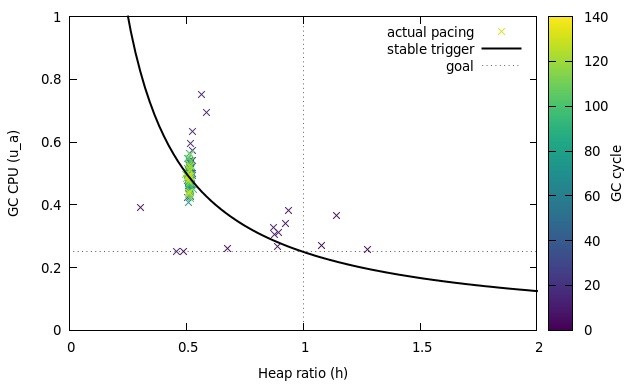 actual pacing
stable trigger
goal
GC CPU (u_a)
1
0.8
0.6
0.4
0.2
0
0 0.5 1 1.5 2
Heap ratio (h)
140
120
100
80
60
40
20
0
GC cycle